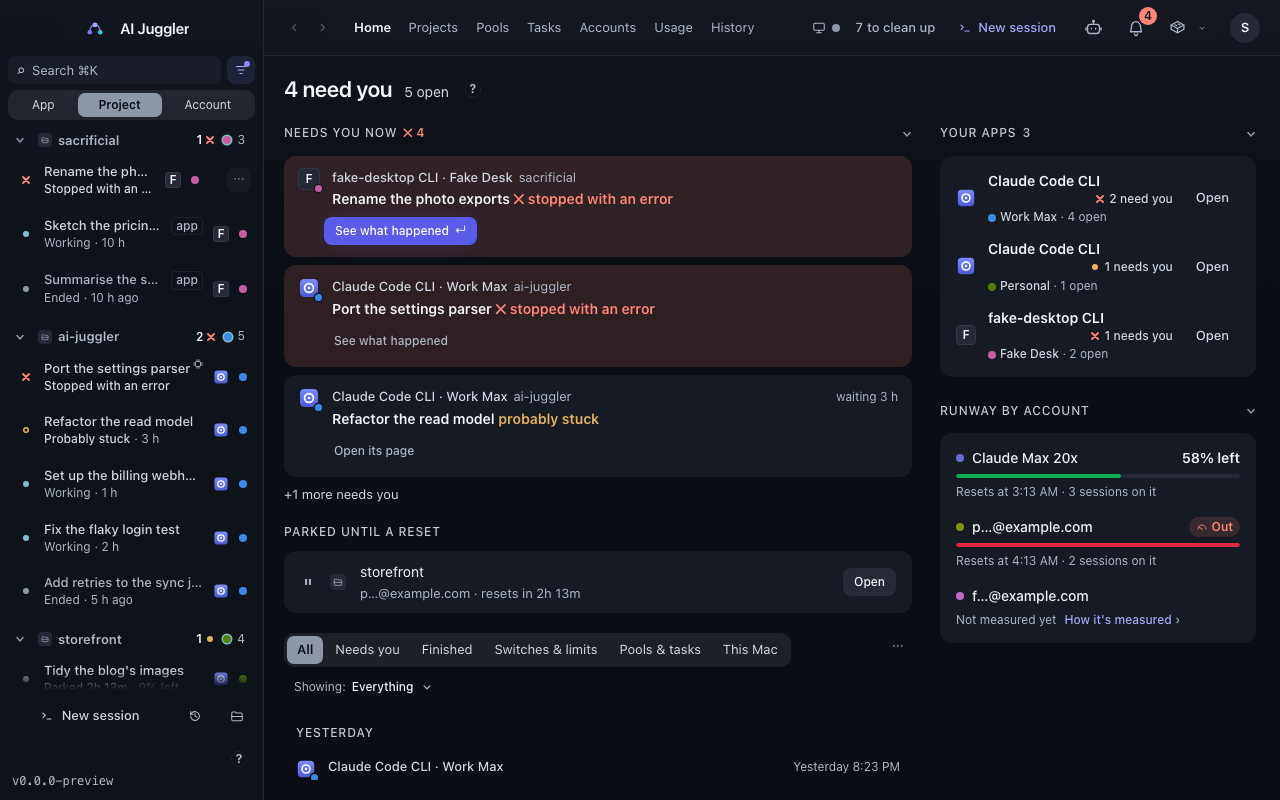 AI Juggler
Search ⌘K
App Project Account
sacrificial 1 3
Rename the ph...
Stopped with an ... F
Sketch the pricin... app
Working · 10 h F
Summarise the s... app
Ended · 10 h ago F
ai-juggler 2 5
Port the settings parser
Stopped with an error
Refactor the read model
Probably stuck · 3 h
Set up the billing webh...
Working · 1 h
Fix the flaky login test
Working · 2 h
Add retries to the sync j...
Ended · 5 h ago
storefront 1 4
Tidy the blog's images
Parked 2h 13m · 0% left
New session
?
v0.0.0-preview
Home Projects Pools Tasks Accounts Usage History
7 to clean up New session 4 S
4 need you 5 open ?
NEEDS YOU NOW 4
F fake-desktop CLI · Fake Desk sacrificial
Rename the photo exports stopped with an error
See what happened ↵
Claude Code CLI · Work Max ai-juggler
Port the settings parser stopped with an error
See what happened
Claude Code CLI · Work Max ai-juggler waiting 3 h
Refactor the read model probably stuck
Open its page
+1 more needs you
PARKED UNTIL A RESET
storefront
p...@example.com · resets in 2h 13m
Open
All Needs you Finished Switches & limits Pools & tasks This Mac ...
Showing: Everything
YESTERDAY
Claude Code CLI · Work Max Yesterday 8:23 PM
YOUR APPS 3
Claude Code CLI
2 need you Open
Work Max · 4 open
Claude Code CLI
1 needs you Open
Personal · 1 open
fake-desktop CLI
F 1 needs you Open
Fake Desk · 2 open
RUNWAY BY ACCOUNT
Claude Max 20x 58% left
Resets at 3:13 AM · 3 sessions on it
p...@example.com Out
Resets at 4:13 AM · 2 sessions on it
f...@example.com
Not measured yet How it's measured ›